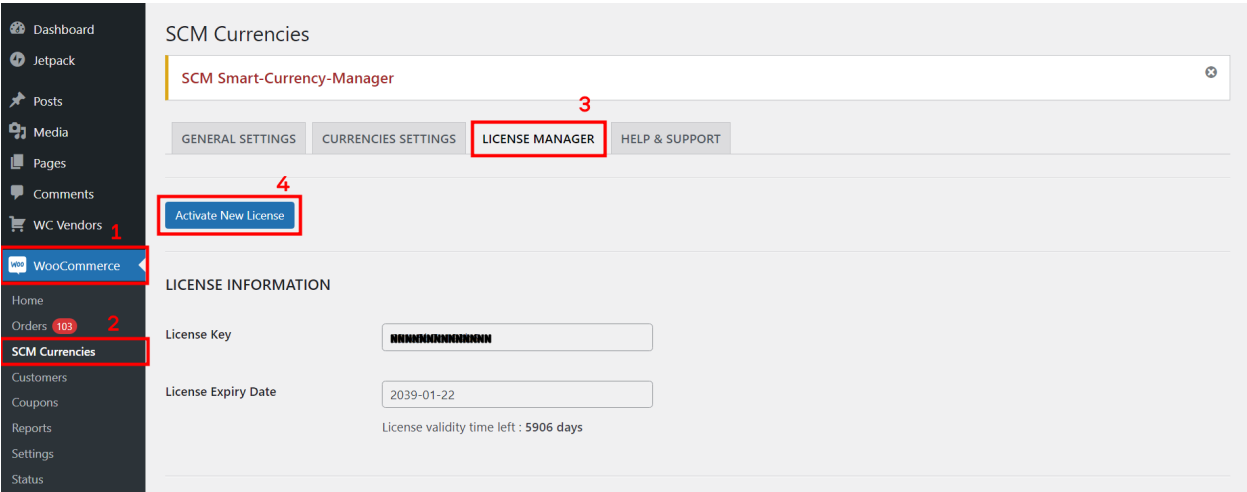 Dashboard
Jetpack
Posts
Media
Pages
Comments
WC Vendors
1
Woo WooCommerce
Home
Orders 103
2
SCM Currencies
Customers
Coupons
Reports
Settings
Status
SCM Currencies
SCM Smart-Currency-Manager
3
GENERAL SETTINGS CURRENCIES SETTINGS LICENSE MANAGER HELP & SUPPORT
4
Activate New License
LICENSE INFORMATION
License Key
License Expiry Date 2039-01-22
License validity time left : 5906 days